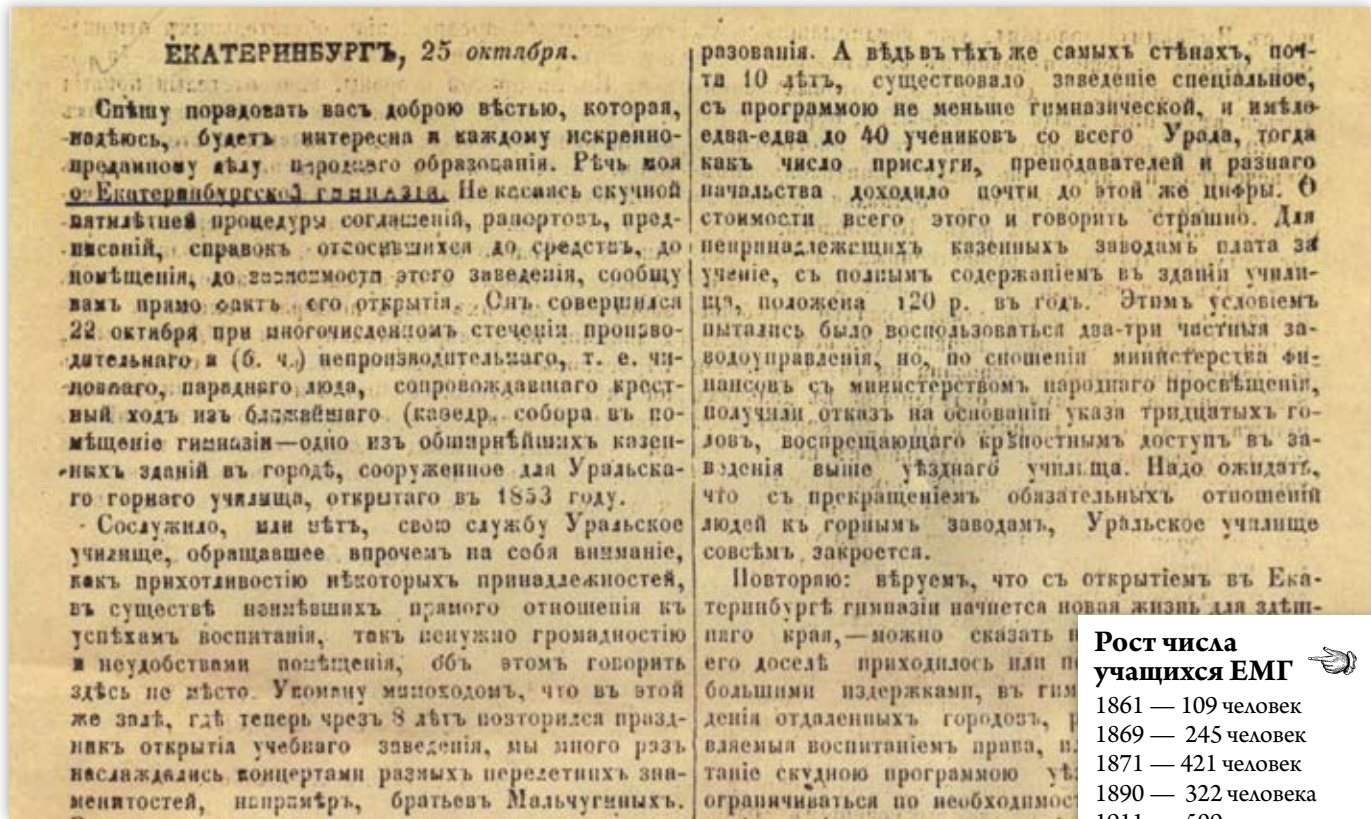 ЕКАТЕРИНБУРГЪ, 25 октября.
Спѣшу порадовать васъ доброю вѣстью, которая,
надѣюсь, будетъ интересна и каждому искренно-
преданному дѣлу народнаго образованія. Рѣчь моя
о Екатеринбургской гимназіи. Не касаясь скучной
пятилѣтней процедуры соглашеній, рапортовъ, пред-
писаній, справокъ относившихся до средствъ, до
помѣщенія, до зависимости этого заведенія, сообщу
вамъ прямо фактъ его открытія. Онъ совершился
22 октября при многочисленномъ стеченіи произво-
дительнаго и (б. ч.) непроизводительнаго, т. е. чи-
новнаго, параднаго люда, сопровождавшаго крест-
ный ходъ изъ ближайшаго (каѳедр. собора въ по-
мѣщеніе гимназіи—одно изъ обширнѣйшихъ казен-
ныхъ зданій въ городѣ, сооруженное для Уральска-
го горнаго училища, открытаго въ 1853 году.
Сослужило, или нѣтъ, свою службу Уральское
училище, обращавшее впрочемъ на себя вниманіе,
какъ прихотливостію нѣкоторыхъ принадлежностей,
въ существѣ неимѣвшихъ прямого отношенія къ
успѣхамъ воспитанія, такъ ненужно громадностію
и неудобствами помѣщенія, объ этомъ говорить
здѣсь не мѣсто. Упомяну мимоходомъ, что въ этой
же залѣ, гдѣ теперь чрезъ 8 лѣтъ повторился празд-
никъ открытія учебнаго заведенія, мы много разъ
наслаждались концертами разныхъ перелетныхъ зна-
менитостей, напримѣръ, братьевъ Мальчугиныхъ.
разованія. А вѣдь въ тѣхъ же самыхъ стѣнахъ, поч-
та 10 лѣтъ, существовало заведеніе спеціальное,
съ программою не меньше гимназической, и имѣло
едва-едва до 40 учениковъ со всего Урала, тогда
какъ число прислуги, преподавателей и разнаго
начальства доходило почти до этой же цифры. О
стоимости всего этого и говорить страшно. Для
непринадлежащихъ казенныхъ заводамъ плата за
ученіе, съ полнымъ содержаніемъ въ зданіи учили-
ща, положена 120 р. въ годъ. Этимъ условіемъ
пытались было воспользоваться два-три частныя за-
водоуправленія, но, по сношеніи министерства фи-
нансовъ съ министерствомъ народнаго просвѣщенія,
получили отказъ на основаніи указа тридцатыхъ го-
довъ, воспрещающаго крѣпостнымъ доступъ въ за-
веденія выше уѣзднаго училища. Надо ожидать,
что съ прекращеніемъ обязательныхъ отношеній
людей къ горнымъ заводамъ, Уральское училище
совсѣмъ закроется.
Повторяю: вѣруемъ, что съ открытіемъ въ Ека-
теринбургѣ гимназіи начнется новая жизнь для здѣш-
наго края,—можно сказать
его доселѣ приходилось или
большими издержками, въ
денія отдаленныхъ городовъ,
вляемыя воспитаніемъ права,
таніе скудною программою
ограничиваться по необходимос
Рост числа
учащихся ЕМГ
1861 — 109 человек
1869 — 245 человек
1871 — 421 человек
1890 — 322 человека